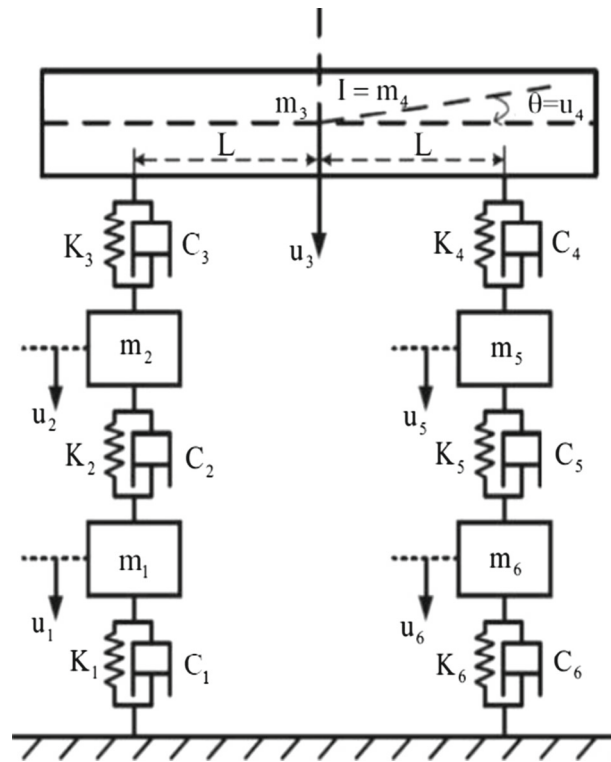 I = m₄
m₃
θ=u₄
L
L
K₃
C₃
u₃
K₄
C₄
m₂
m₅
u₂
u₅
K₂
C₂
K₅
C₅
m₁
m₆
u₁
u₆
K₁
C₁
K₆
C₆